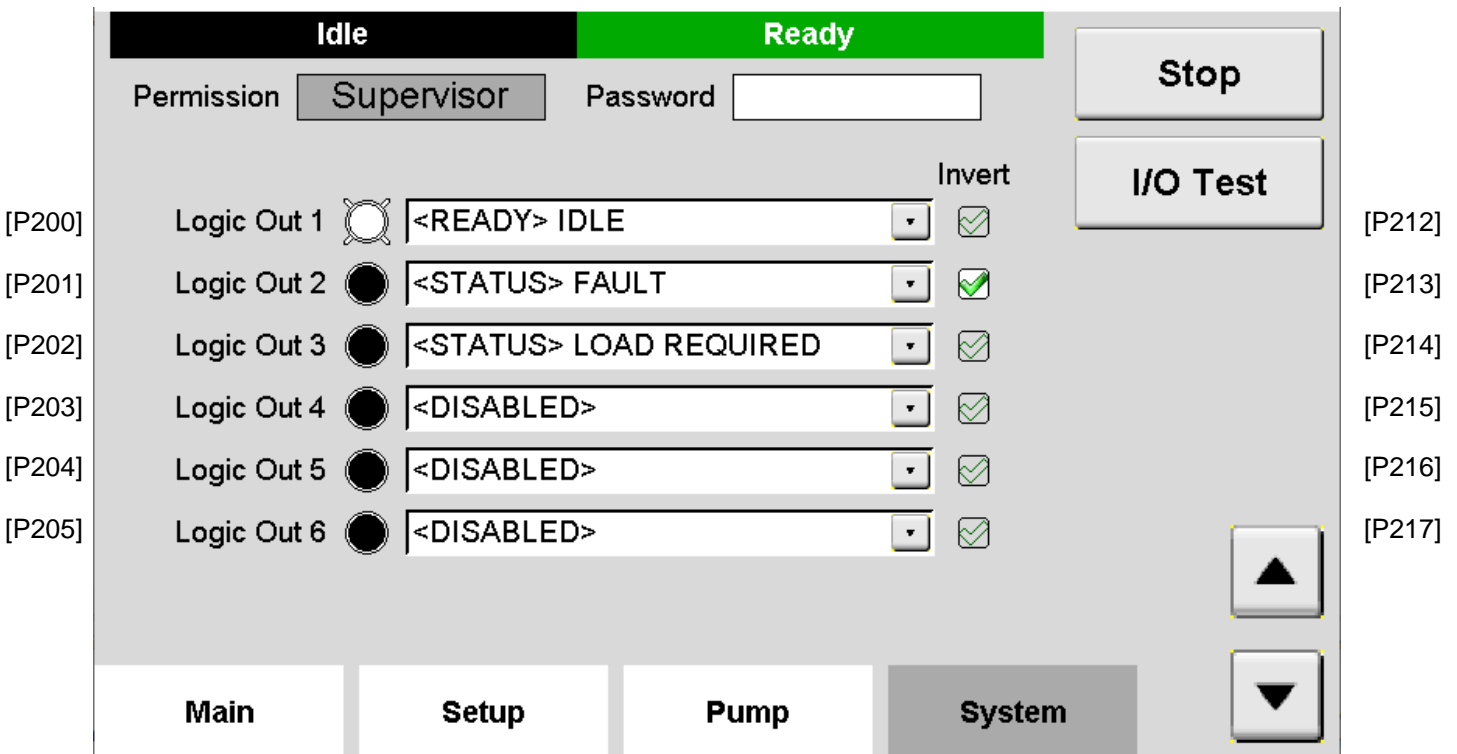 Idle Ready
Stop
Permission Supervisor Password
Invert
I/O Test
[P200] Logic Out 1 <READY> IDLE [P212]
[P201] Logic Out 2 <STATUS> FAULT [P213]
[P202] Logic Out 3 <STATUS> LOAD REQUIRED [P214]
[P203] Logic Out 4 <DISABLED> [P215]
[P204] Logic Out 5 <DISABLED> [P216]
[P205] Logic Out 6 <DISABLED> [P217]
Main Setup Pump System